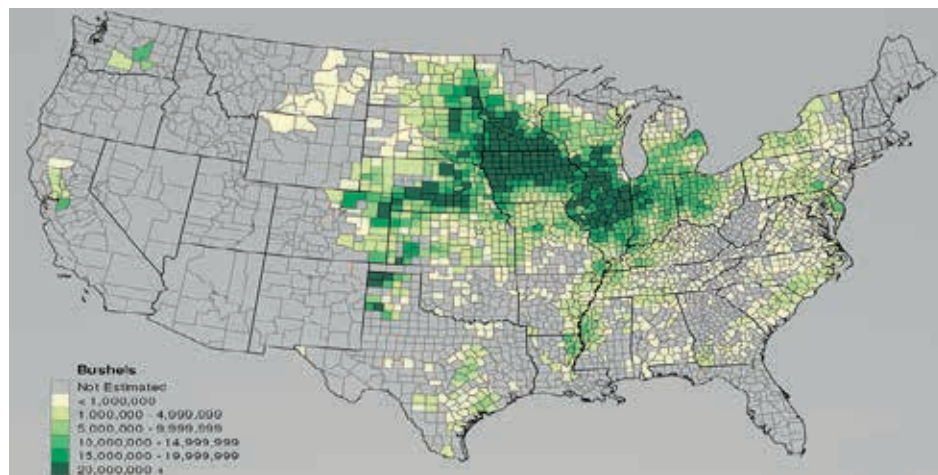 Bushels
Not Estimated
< 1,000,000
1,000,000 - 4,999,999
5,000,000 - 9,999,999
10,000,000 - 14,999,999
15,000,000 - 19,999,999
20,000,000 +